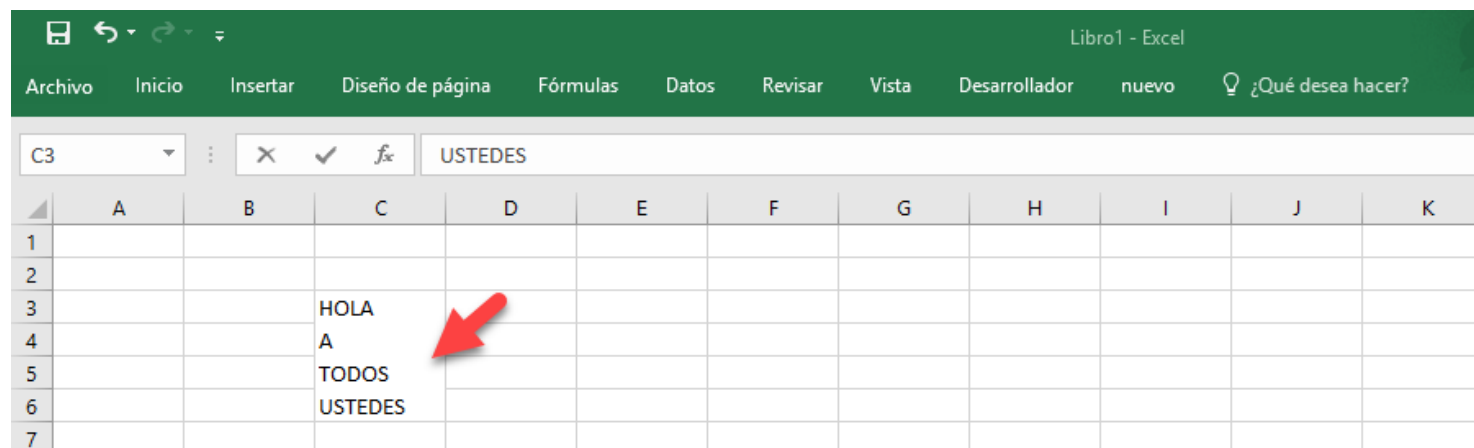 Libro1 - Excel
Archivo Inicio Insertar Diseño de página Fórmulas Datos Revisar Vista Desarrollador nuevo ¿Qué desea hacer?
C3 fx USTEDES
A B C D E F G H I J K
1
2
3 HOLA
4 A
5 TODOS
6 USTEDES
7